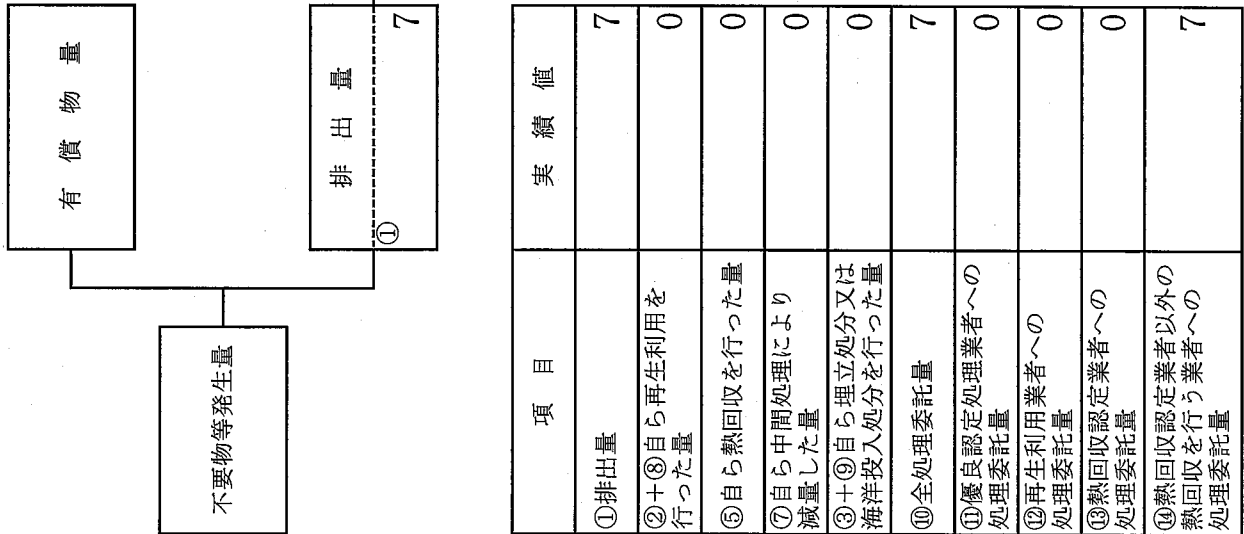 不要物等発生量
有償物量
排出量
①
7
項目 実績値
①排出量 7
②+⑧自ら再生利用を
行った量 0
⑤自ら熱回収を行った量 0
⑦自ら中間処理により
減量した量 0
③+⑨自ら埋立処分又は
海洋投入処分を行った量 0
⑩全処理委託量 7
⑪優良認定処理業者への
処理委託量 0
⑫再生利用業者への
処理委託量 0
⑬熱回収認定業者への
処理委託量 0
⑭熱回収認定業者以外の
熱回収を行う業者への
処理委託量 7